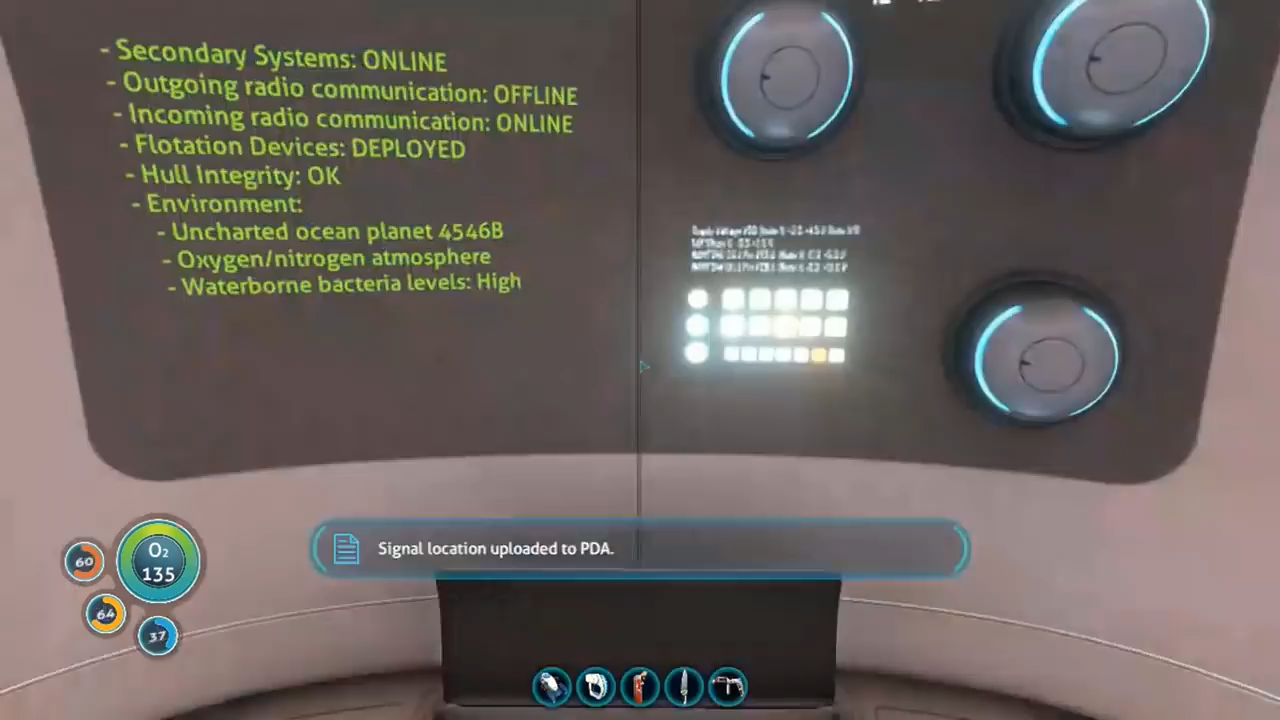 - Secondary Systems: ONLINE
- Outgoing radio communication: OFFLINE
- Incoming radio communication: ONLINE
- Flotation Devices: DEPLOYED
- Hull Integrity: OK
- Environment:
- Uncharted ocean planet 4546B
- Oxygen/nitrogen atmosphere
- Waterborne bacteria levels: High
Signal location uploaded to PDA.
60
O₂
135
64
37